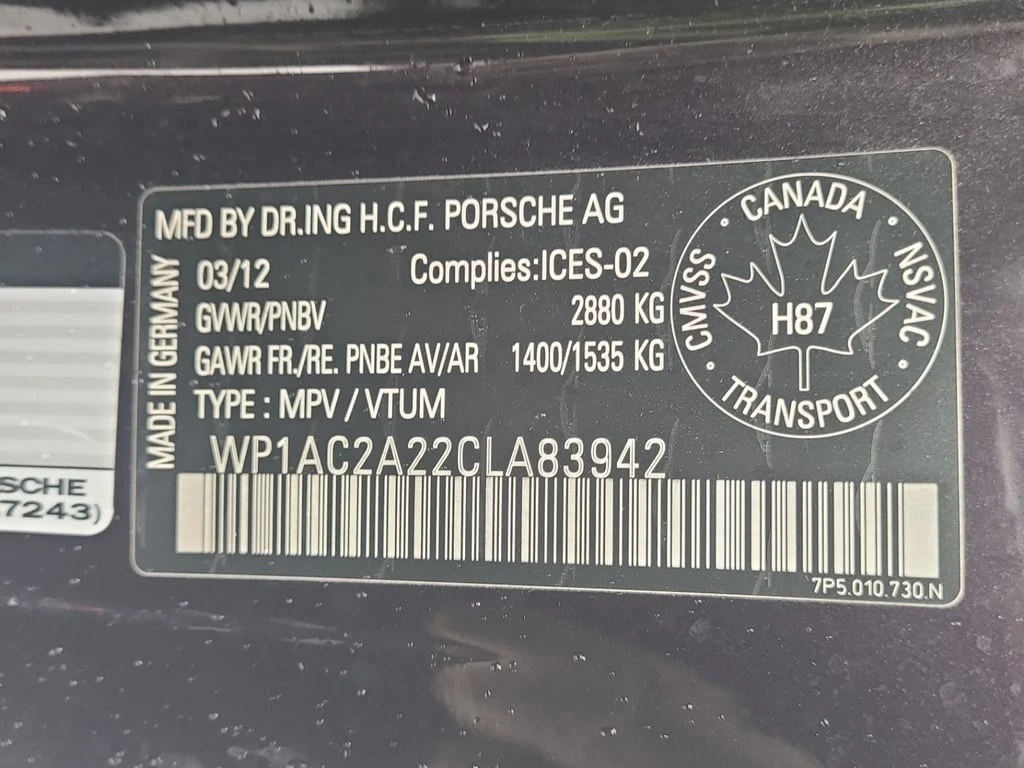 MFD BY DR.ING H.C.F. PORSCHE AG
MADE IN GERMANY
03/12 Complies:ICES-02
GVWR/PNBV 2880 KG
GAWR FR./RE. PNBE AV/AR 1400/1535 KG
TYPE : MPV / VTUM
WP1AC2A22CLA83942
7P5.010.730.N
CANADA
CMVSS · NSVAC
H87
TRANSPORT
SCHE
7243)